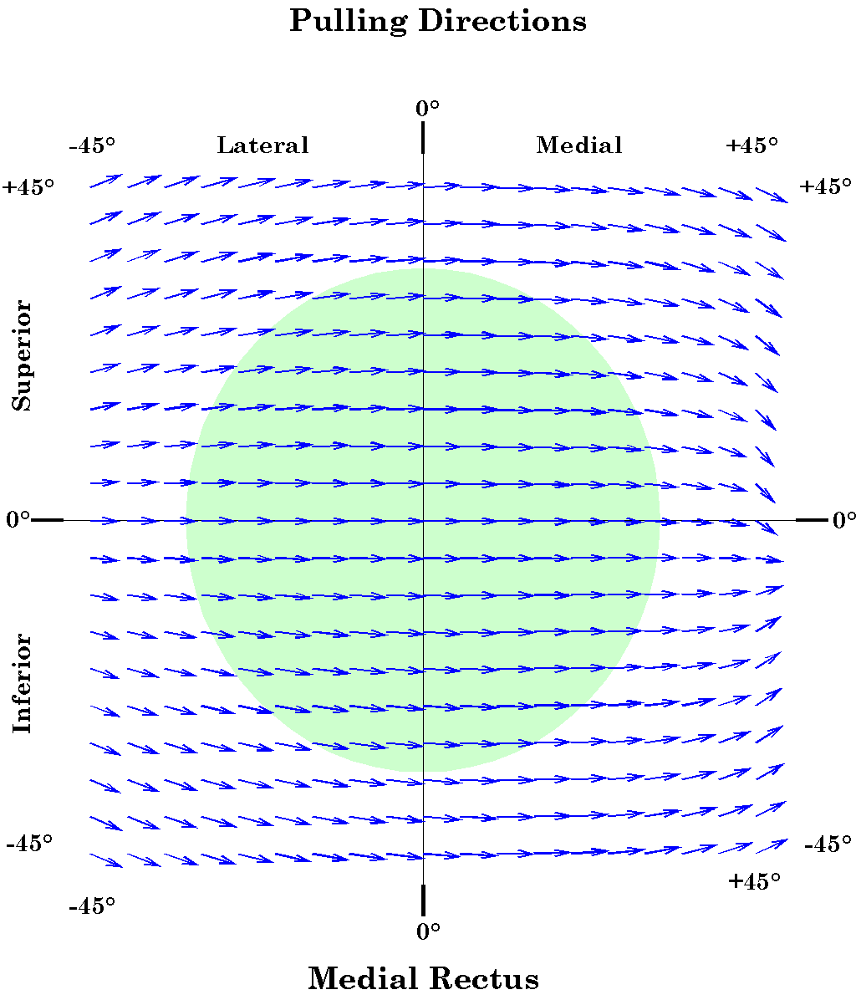 Pulling Directions
0°
-45°
Lateral
Medial
+45°
+45°
+45°
Superior
0°
0°
Inferior
-45°
-45°
+45°
-45°
0°
Medial Rectus